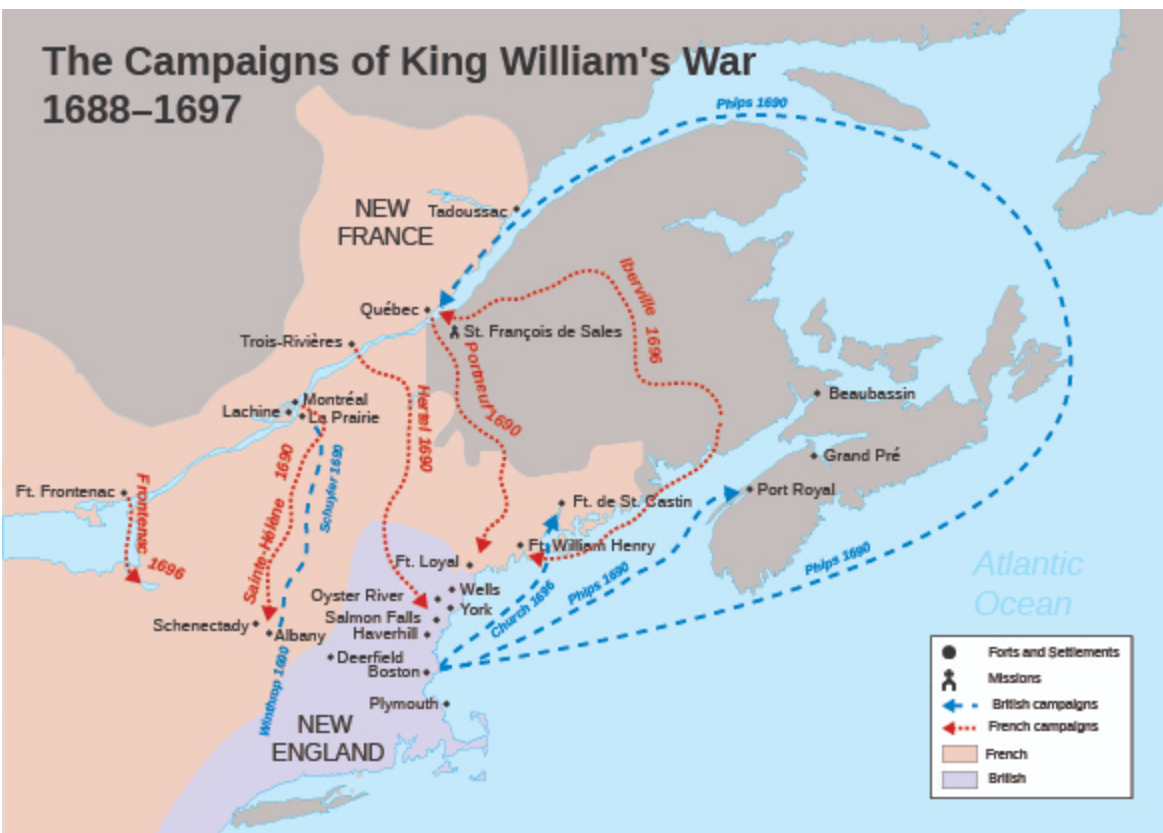 The Campaigns of King William's War
1688–1697
Phips 1690
NEW
FRANCE
Tadoussac
Québec
St. François de Sales
Iberville 1696
Trois-Rivières
Portneuf 1690
Hertel 1690
Montréal
Lachine
La Prairie
Beaubassin
Sainte-Hélène 1690
Schuyler 1690
Grand Pré
Ft. Frontenac
Frontenac 1696
Port Royal
Ft. de St. Castin
Ft. William Henry
Ft. Loyal
Phips 1690
Phips 1690
Church 1696
Atlantic
Ocean
Oyster River
Wells
York
Salmon Falls
Schenectady
Albany
Haverhill
Deerfield
Boston
Winthrop 1690
Plymouth
NEW
ENGLAND
Forts and Settlements
Missions
British campaigns
French campaigns
French
British